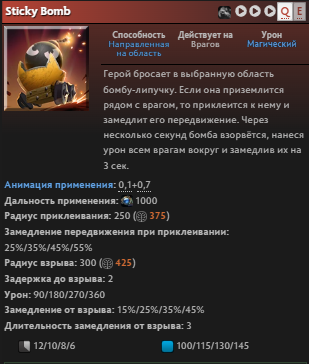 Sticky Bomb
Q E
Способность
Направленная
на область
Действует на
Врагов
Урон
Магический
Герой бросает в выбранную область
бомбу-липучку. Если она приземлится
рядом с врагом, то приклеится к нему и
замедлит его передвижение. Через
несколько секунд бомба взорвётся, нанеся
урон всем врагам вокруг и замедлив их на
3 сек.
Анимация применения: 0,1+0,7
Дальность применения: 1000
Радиус приклеивания: 250 ( 375)
Замедление передвижения при приклеивании:
25%/35%/45%/55%
Радиус взрыва: 300 ( 425)
Задержка до взрыва: 2
Урон: 90/180/270/360
Замедление от взрыва: 15%/25%/35%/45%
Длительность замедления от взрыва: 3
12/10/8/6 100/115/130/145